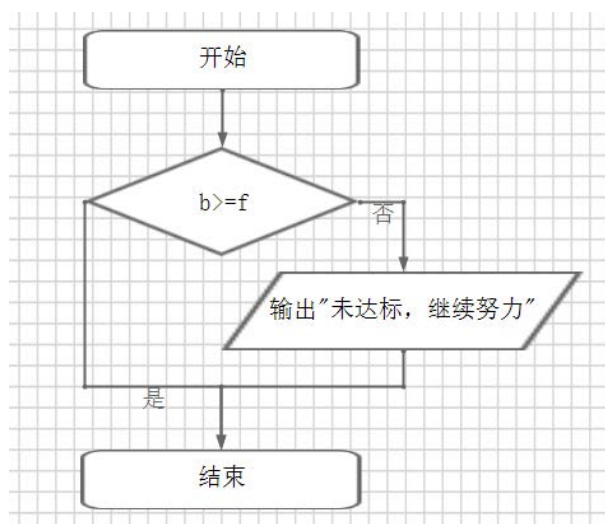 开始
b>=f
否
输出"未达标，继续努力"
是
结束